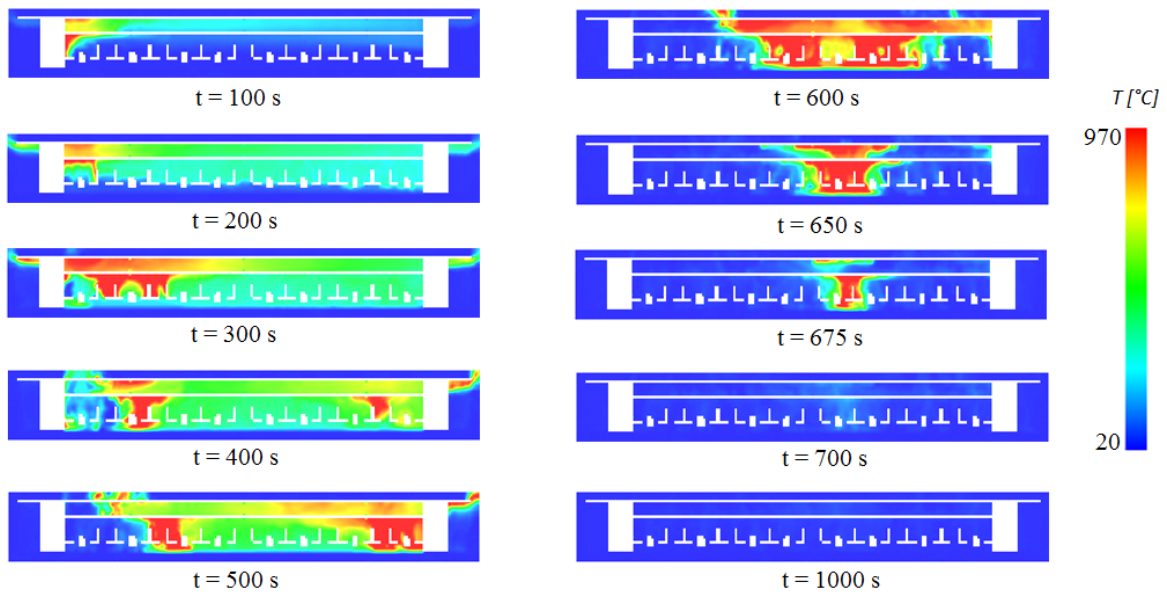 t = 100 s
t = 200 s
t = 300 s
t = 400 s
t = 500 s
t = 600 s
t = 650 s
t = 675 s
t = 700 s
t = 1000 s
T [°C]
970
20